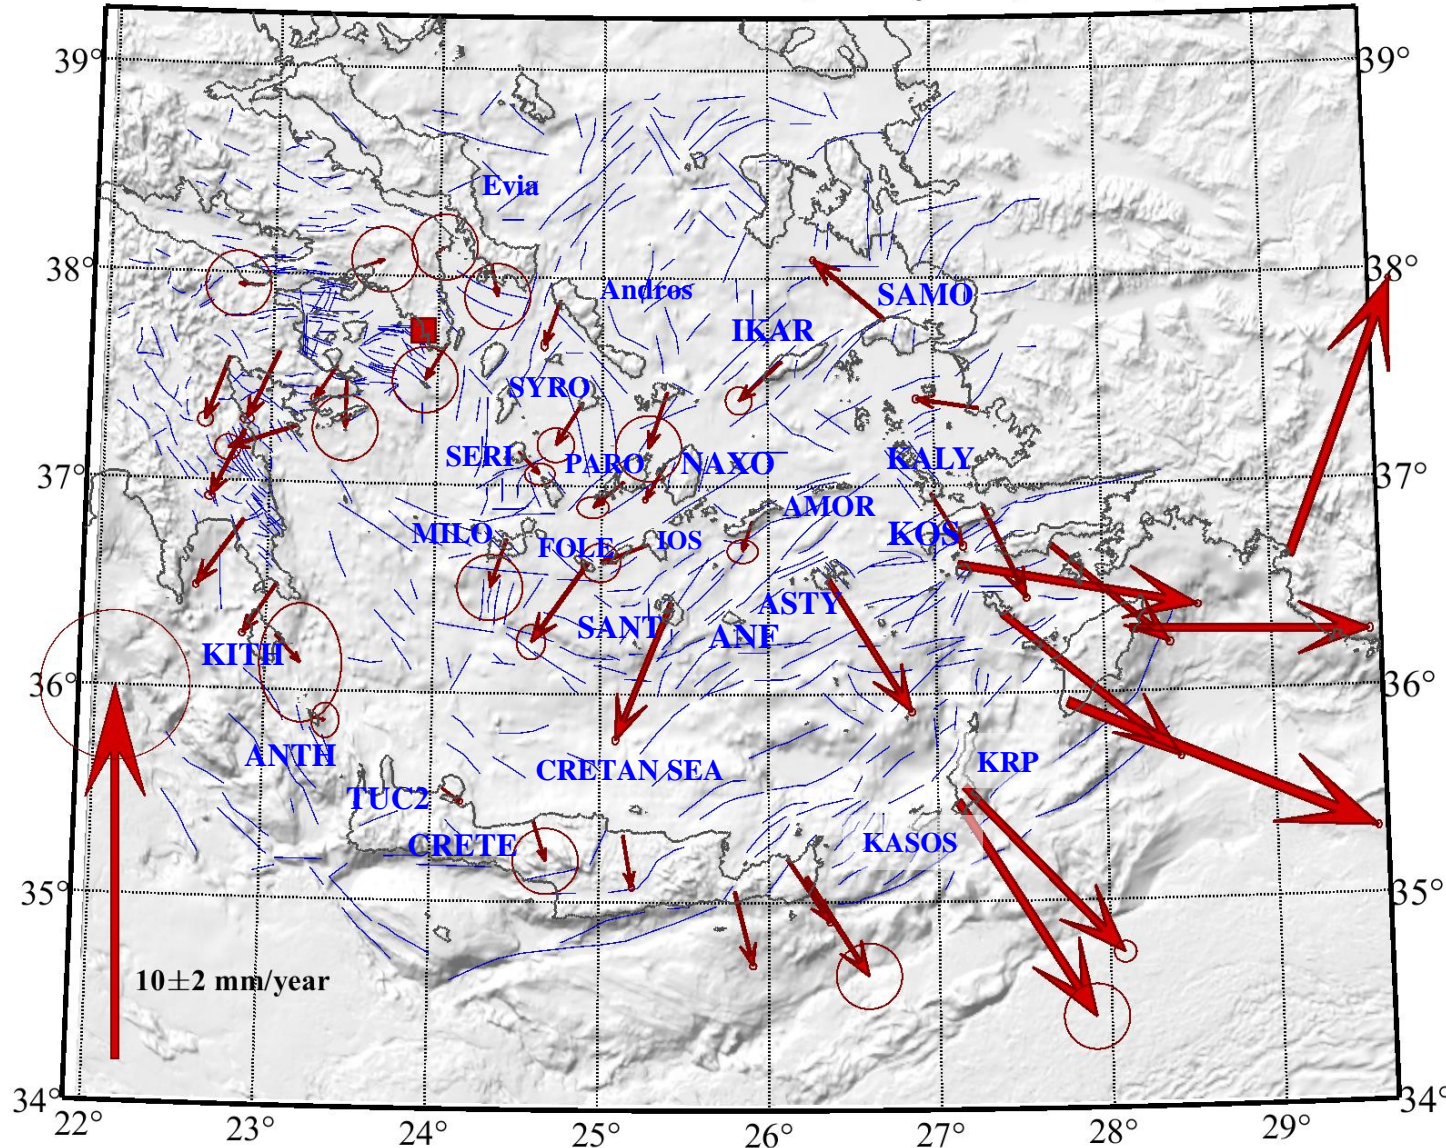 39°
39°
Evia
38°
38°
Andros
SAMO
IKAR
SYRO
SERI
PARO
NAXO
KALY
37°
37°
AMOR
MILO
FOLE
IOS
KOS
ASTY
SANT
ANF
KITH
36°
36°
ANTH
CRETAN SEA
KRP
TUC2
CRETE
KASOS
35°
35°
10±2 mm/year
34°
34°
22°
23°
24°
25°
26°
27°
28°
29°